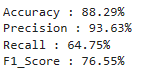 Accuracy : 88.29%
Precision : 93.63%
Recall : 64.75%
F1_Score : 76.55%